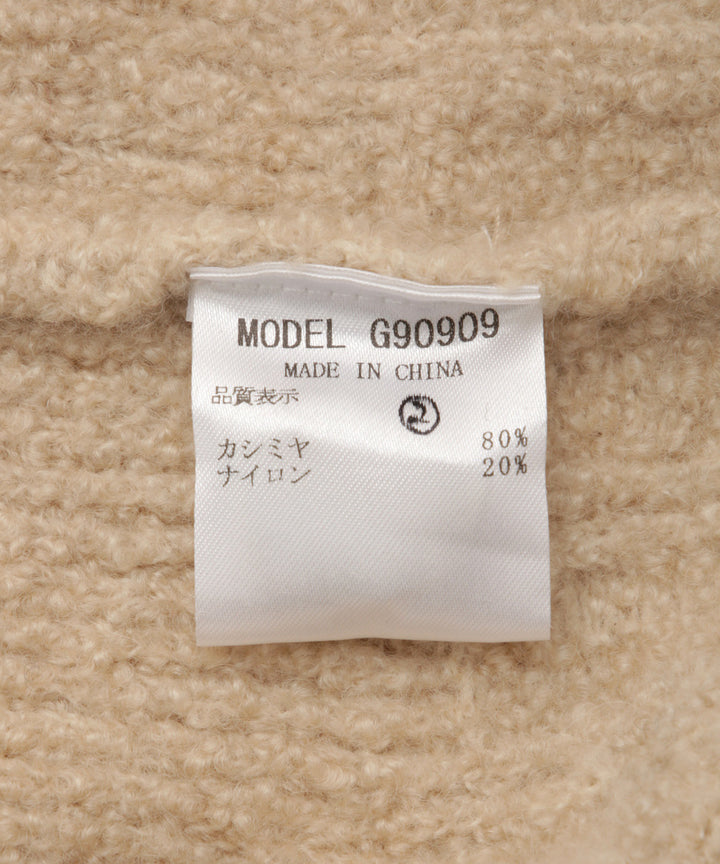 MODEL G90909
MADE IN CHINA
品質表示
②
カシミヤ 80%
ナイロン 20%